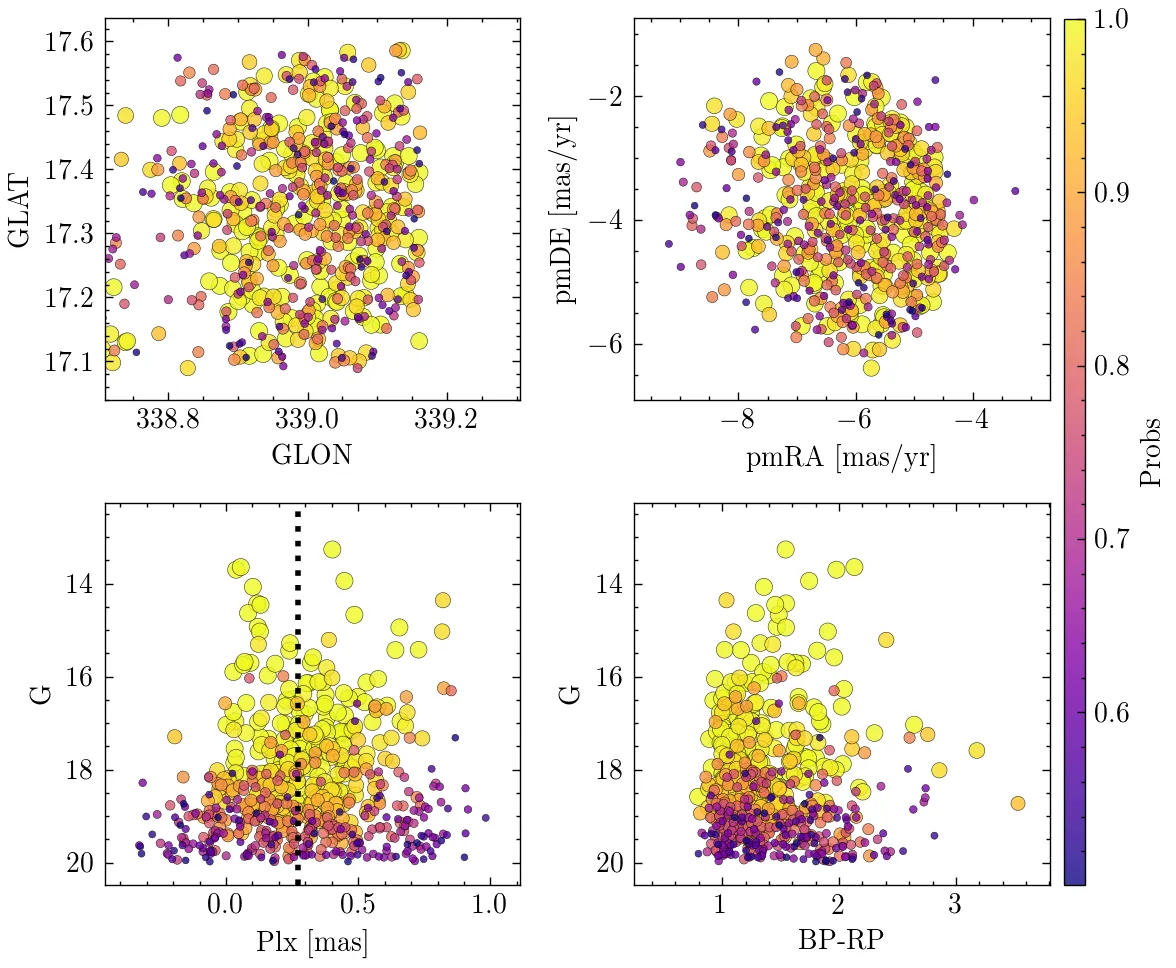 17.6
17.5
17.4
17.3
17.2
17.1
GLAT
338.8 339.0 339.2
GLON
−2
−4
−6
pmDE [mas/yr]
−8 −6 −4
pmRA [mas/yr]
14
16
18
20
G
0.0 0.5 1.0
Plx [mas]
14
16
18
20
G
1 2 3
BP-RP
1.0
0.9
0.8
0.7
0.6
Probs